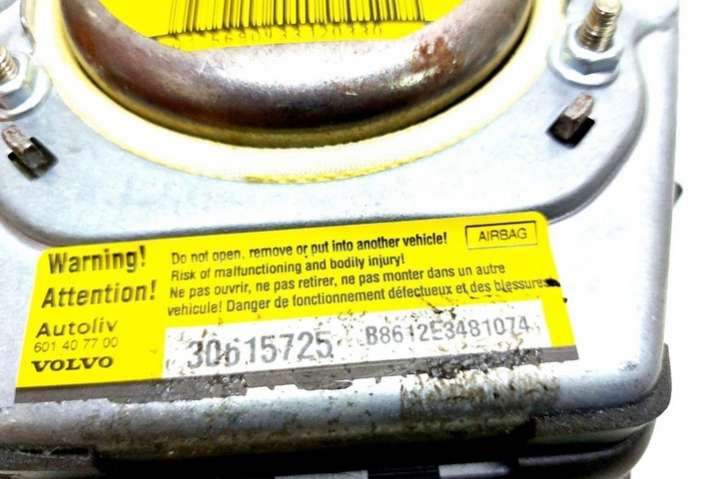 Warning!
Attention!
Do not open, remove or put into another vehicle!
Risk of malfunctioning and bodily injury!
Ne pas ouvrir, ne pas retirer, ne pas monter dans un autre
vehicule! Danger de fonctionnement défectueux et des blessures
AIRBAG
Autoliv
601 40 77 00
VOLVO
30615725
B8612E3481074